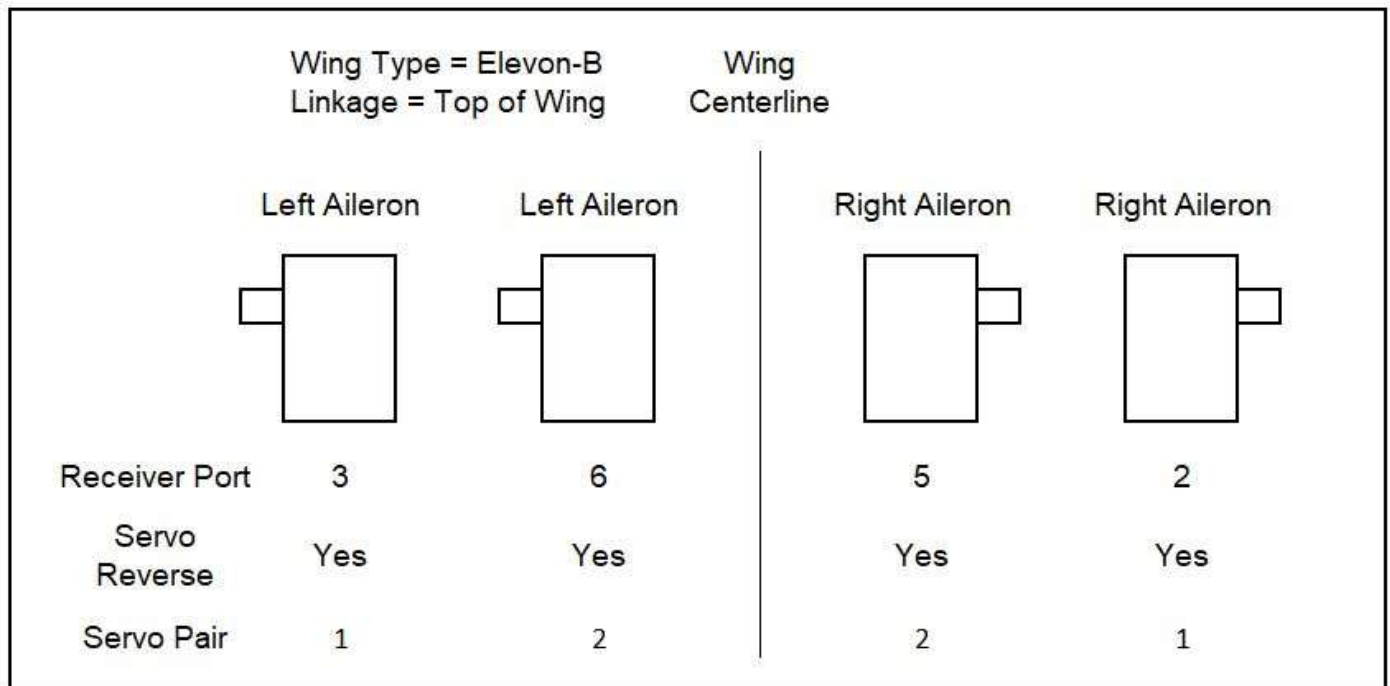 Wing Type = Elevon-B
Linkage = Top of Wing
Wing
Centerline
Left Aileron Left Aileron Right Aileron Right Aileron
Receiver Port 3 6 5 2
Servo
Reverse
Yes Yes Yes Yes
Servo Pair 1 2 2 1